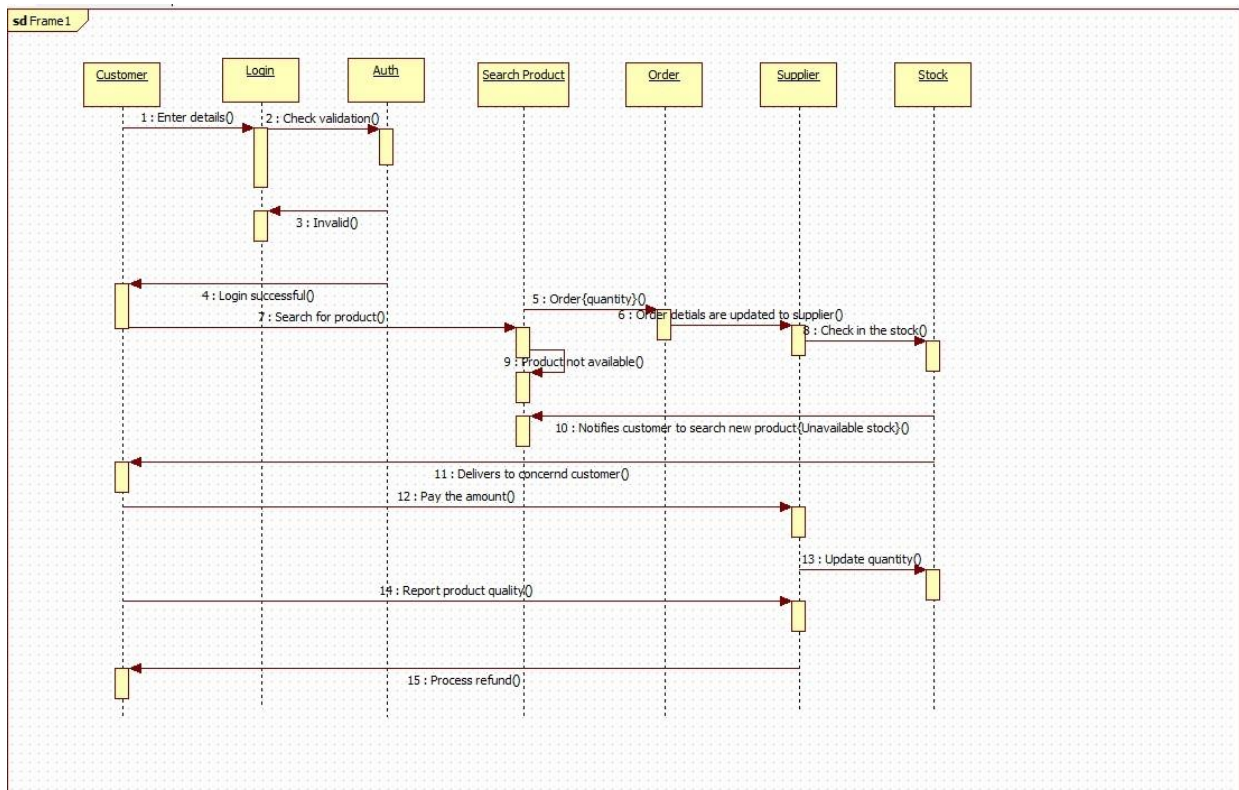 sd Frame1
Customer
Login
Auth
Search Product
Order
Supplier
Stock
1 : Enter details()
2 : Check validation()
3 : Invalid()
4 : Login successful()
5 : Order{quantity}()
6 : Order detials are updated to supplier()
7 : Search for product()
8 : Check in the stock()
9 : Product not available()
10 : Notifies customer to search new product{Unavailable stock}()
11 : Delivers to concernd customer()
12 : Pay the amount()
13 : Update quantity()
14 : Report product quality()
15 : Process refund()